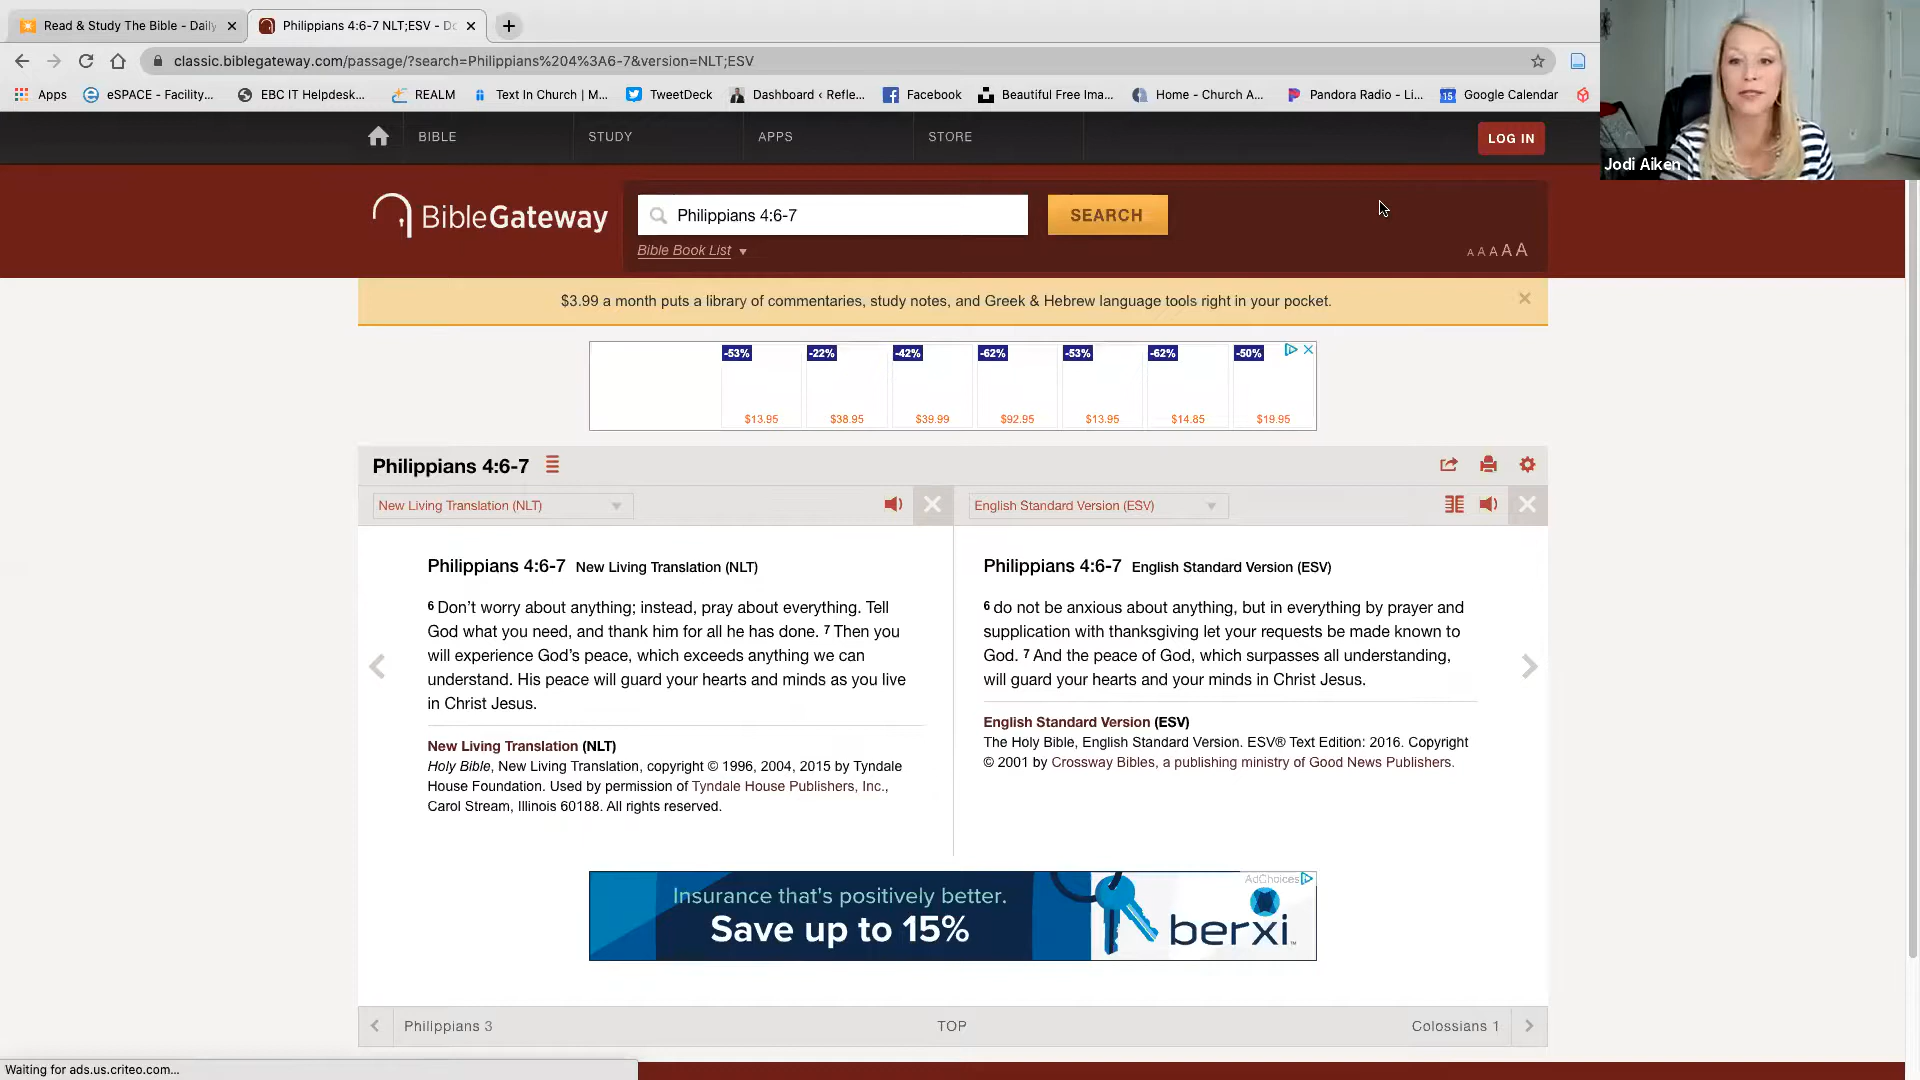 Read & Study The Bible - Daily
Philippians 4:6-7 NLT;ESV - Do
classic.biblegateway.com/passage/?search=Philippians%204%3A6-7&version=NLT;ESV
Apps
eSPACE - Facility...
EBC IT Helpdesk...
REALM
Text In Church | M...
TweetDeck
Dashboard ‹ Refle...
Facebook
Beautiful Free Ima...
Home - Church A...
Pandora Radio - Li...
15
Google Calendar
Jodi Aiken
BIBLE
STUDY
APPS
STORE
LOG IN
BibleGateway
Philippians 4:6-7
SEARCH
Bible Book List
A A A A A
$3.99 a month puts a library of commentaries, study notes, and Greek & Hebrew language tools right in your pocket.
-53% -22% -42% -62% -53% -62% -50%
$13.95 $38.95 $39.99 $92.95 $13.95 $14.85 $19.95
Philippians 4:6-7
New Living Translation (NLT)
English Standard Version (ESV)
Philippians 4:6-7 New Living Translation (NLT)
6 Don't worry about anything; instead, pray about everything. Tell
God what you need, and thank him for all he has done. 7 Then you
will experience God's peace, which exceeds anything we can
understand. His peace will guard your hearts and minds as you live
in Christ Jesus.
New Living Translation (NLT)
Holy Bible, New Living Translation, copyright © 1996, 2004, 2015 by Tyndale
House Foundation. Used by permission of Tyndale House Publishers, Inc.,
Carol Stream, Illinois 60188. All rights reserved.
Philippians 4:6-7 English Standard Version (ESV)
6 do not be anxious about anything, but in everything by prayer and
supplication with thanksgiving let your requests be made known to
God. 7 And the peace of God, which surpasses all understanding,
will guard your hearts and your minds in Christ Jesus.
English Standard Version (ESV)
The Holy Bible, English Standard Version. ESV® Text Edition: 2016. Copyright
© 2001 by Crossway Bibles, a publishing ministry of Good News Publishers.
Insurance that's positively better.
Save up to 15%
AdChoices
berxi™
Philippians 3
TOP
Colossians 1
Waiting for ads.us.criteo.com...